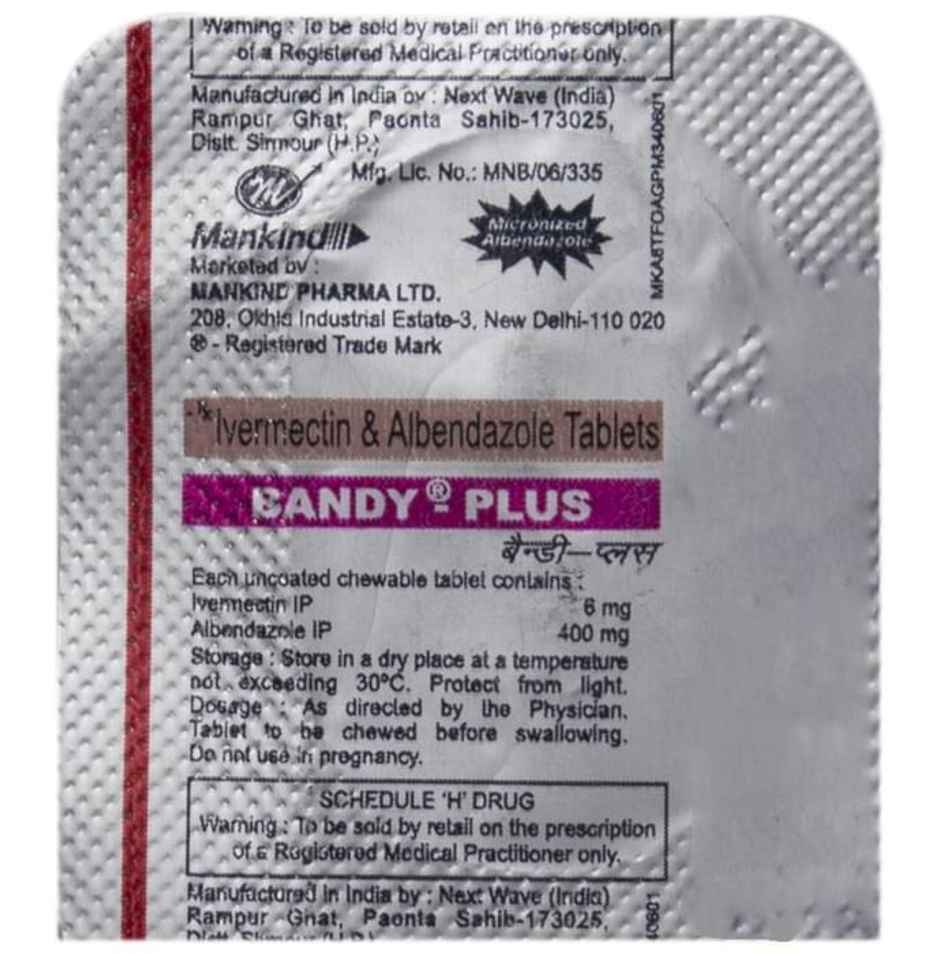 Warning : To be sold by retail on the prescription
of a Registered Medical Practitioner only.
Manufactured in India by : Next Wave (India)
Rampur Ghat, Paonta Sahib-173025,
Distt. Sirmour (H.P.)
Mfg. Lic. No.: MNB/06/335
Micronized
Albendazole
Mankind
Marketed by :
MANKIND PHARMA LTD.
208, Okhla Industrial Estate-3, New Delhi-110 020
® - Registered Trade Mark
Rx Ivermectin & Albendazole Tablets
BANDY® - PLUS
बैन्डी-प्लस
Each uncoated chewable tablet contains :
Ivermectin IP 6 mg
Albendazole IP 400 mg
Storage : Store in a dry place at a temperature
not exceeding 30°C. Protect from light.
Dosage : As directed by the Physician.
Tablet to be chewed before swallowing.
Do not use in pregnancy.
SCHEDULE 'H' DRUG
Warning : To be sold by retail on the prescription
of a Registered Medical Practitioner only.
Manufactured in India by : Next Wave (India)
Rampur Ghat, Paonta Sahib-173025,
Distt. Sirmour (H.P.)